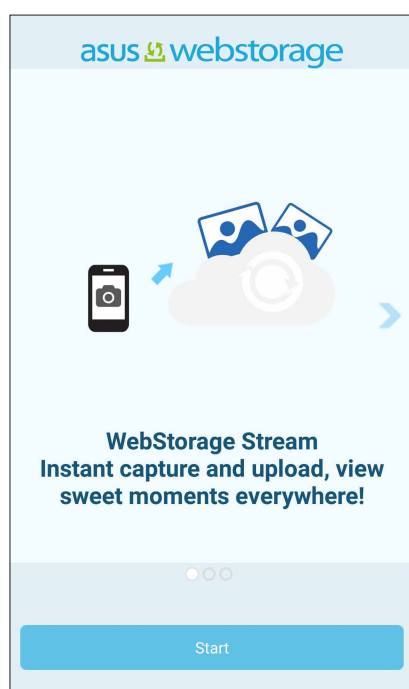 asus webstorage
WebStorage Stream
Instant capture and upload, view
sweet moments everywhere!
Start